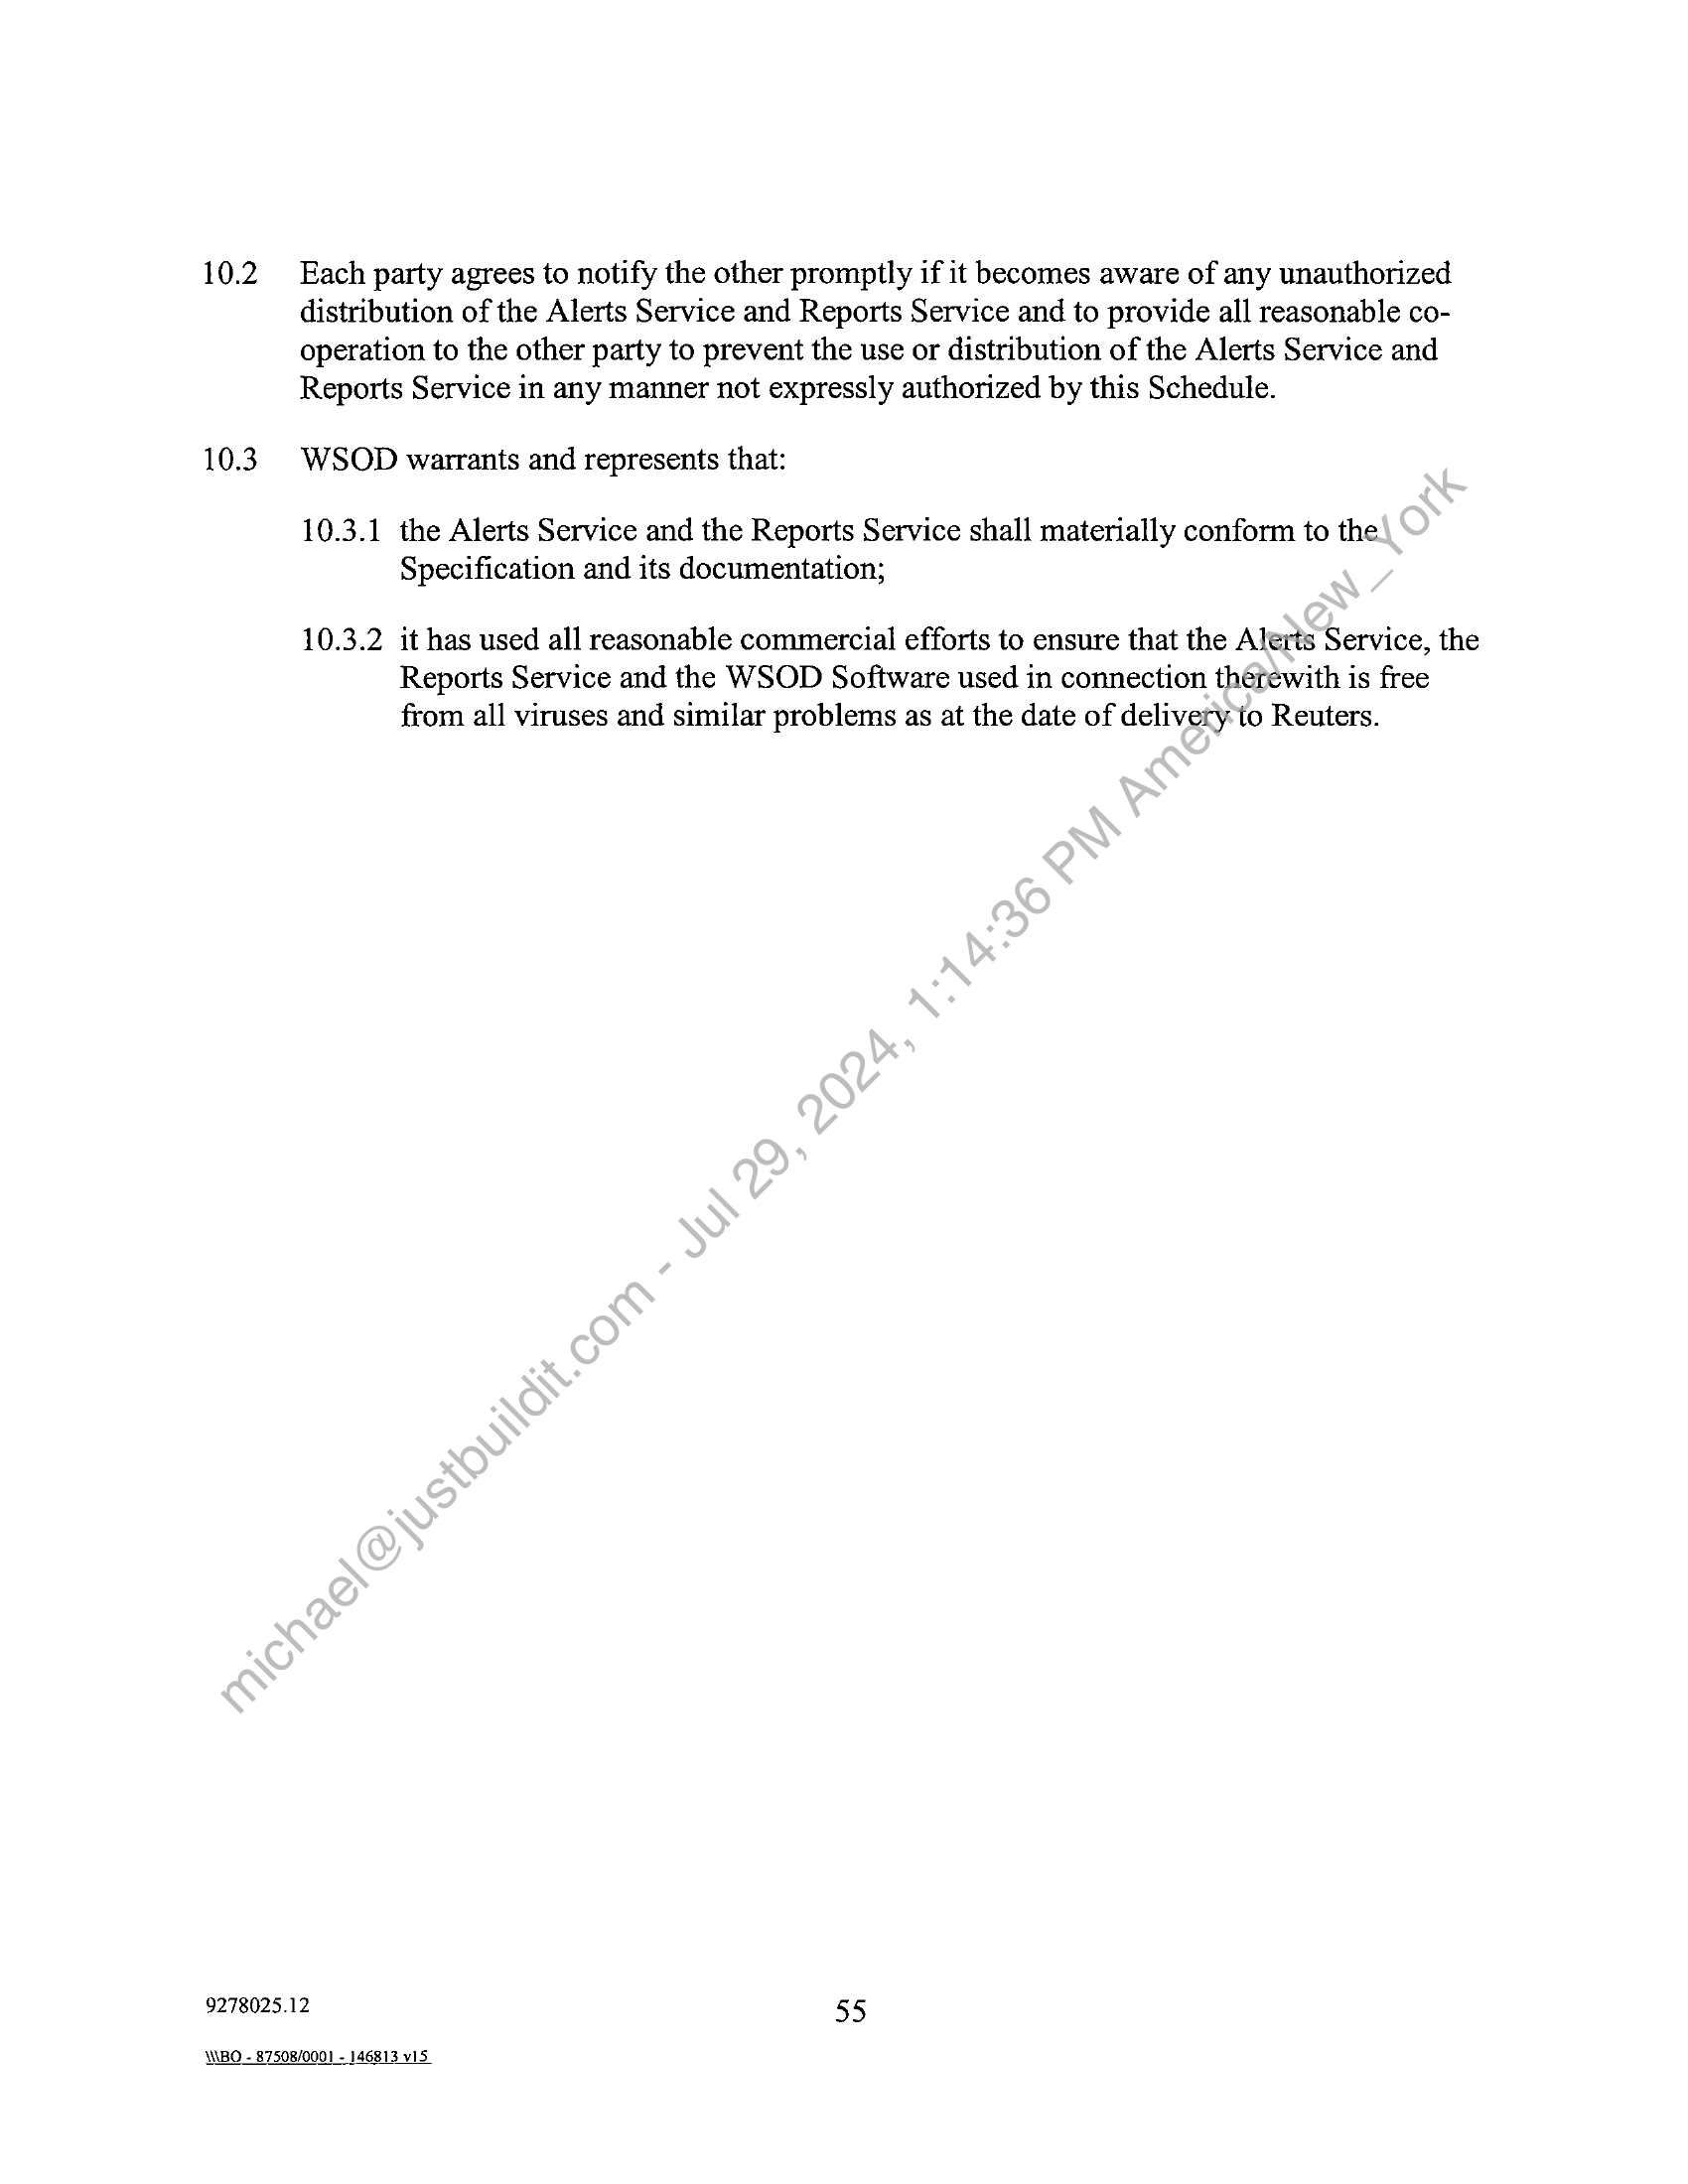 10.2 Each party agrees to notify the other promptly if it becomes aware of any unauthorized
distribution of the Alerts Service and Reports Service and to provide all reasonable co-
operation to the other party to prevent the use or distribution of the Alerts Service and
Reports Service in any manner not expressly authorized by this Schedule.
10.3 WSOD warrants and represents that:
10.3.1 the Alerts Service and the Reports Service shall materially conform to the
Specification and its documentation;
10.3.2 it has used all reasonable commercial efforts to ensure that the Alerts Service, the
Reports Service and the WSOD Software used in connection therewith is free
from all viruses and similar problems as at the date of delivery to Reuters.
michael@justbuildit.com - Jul 29, 2024, 1:14:36 PM America/New_York
9278025.12
55
\\\BO - 87508/0001 - 146813 v15